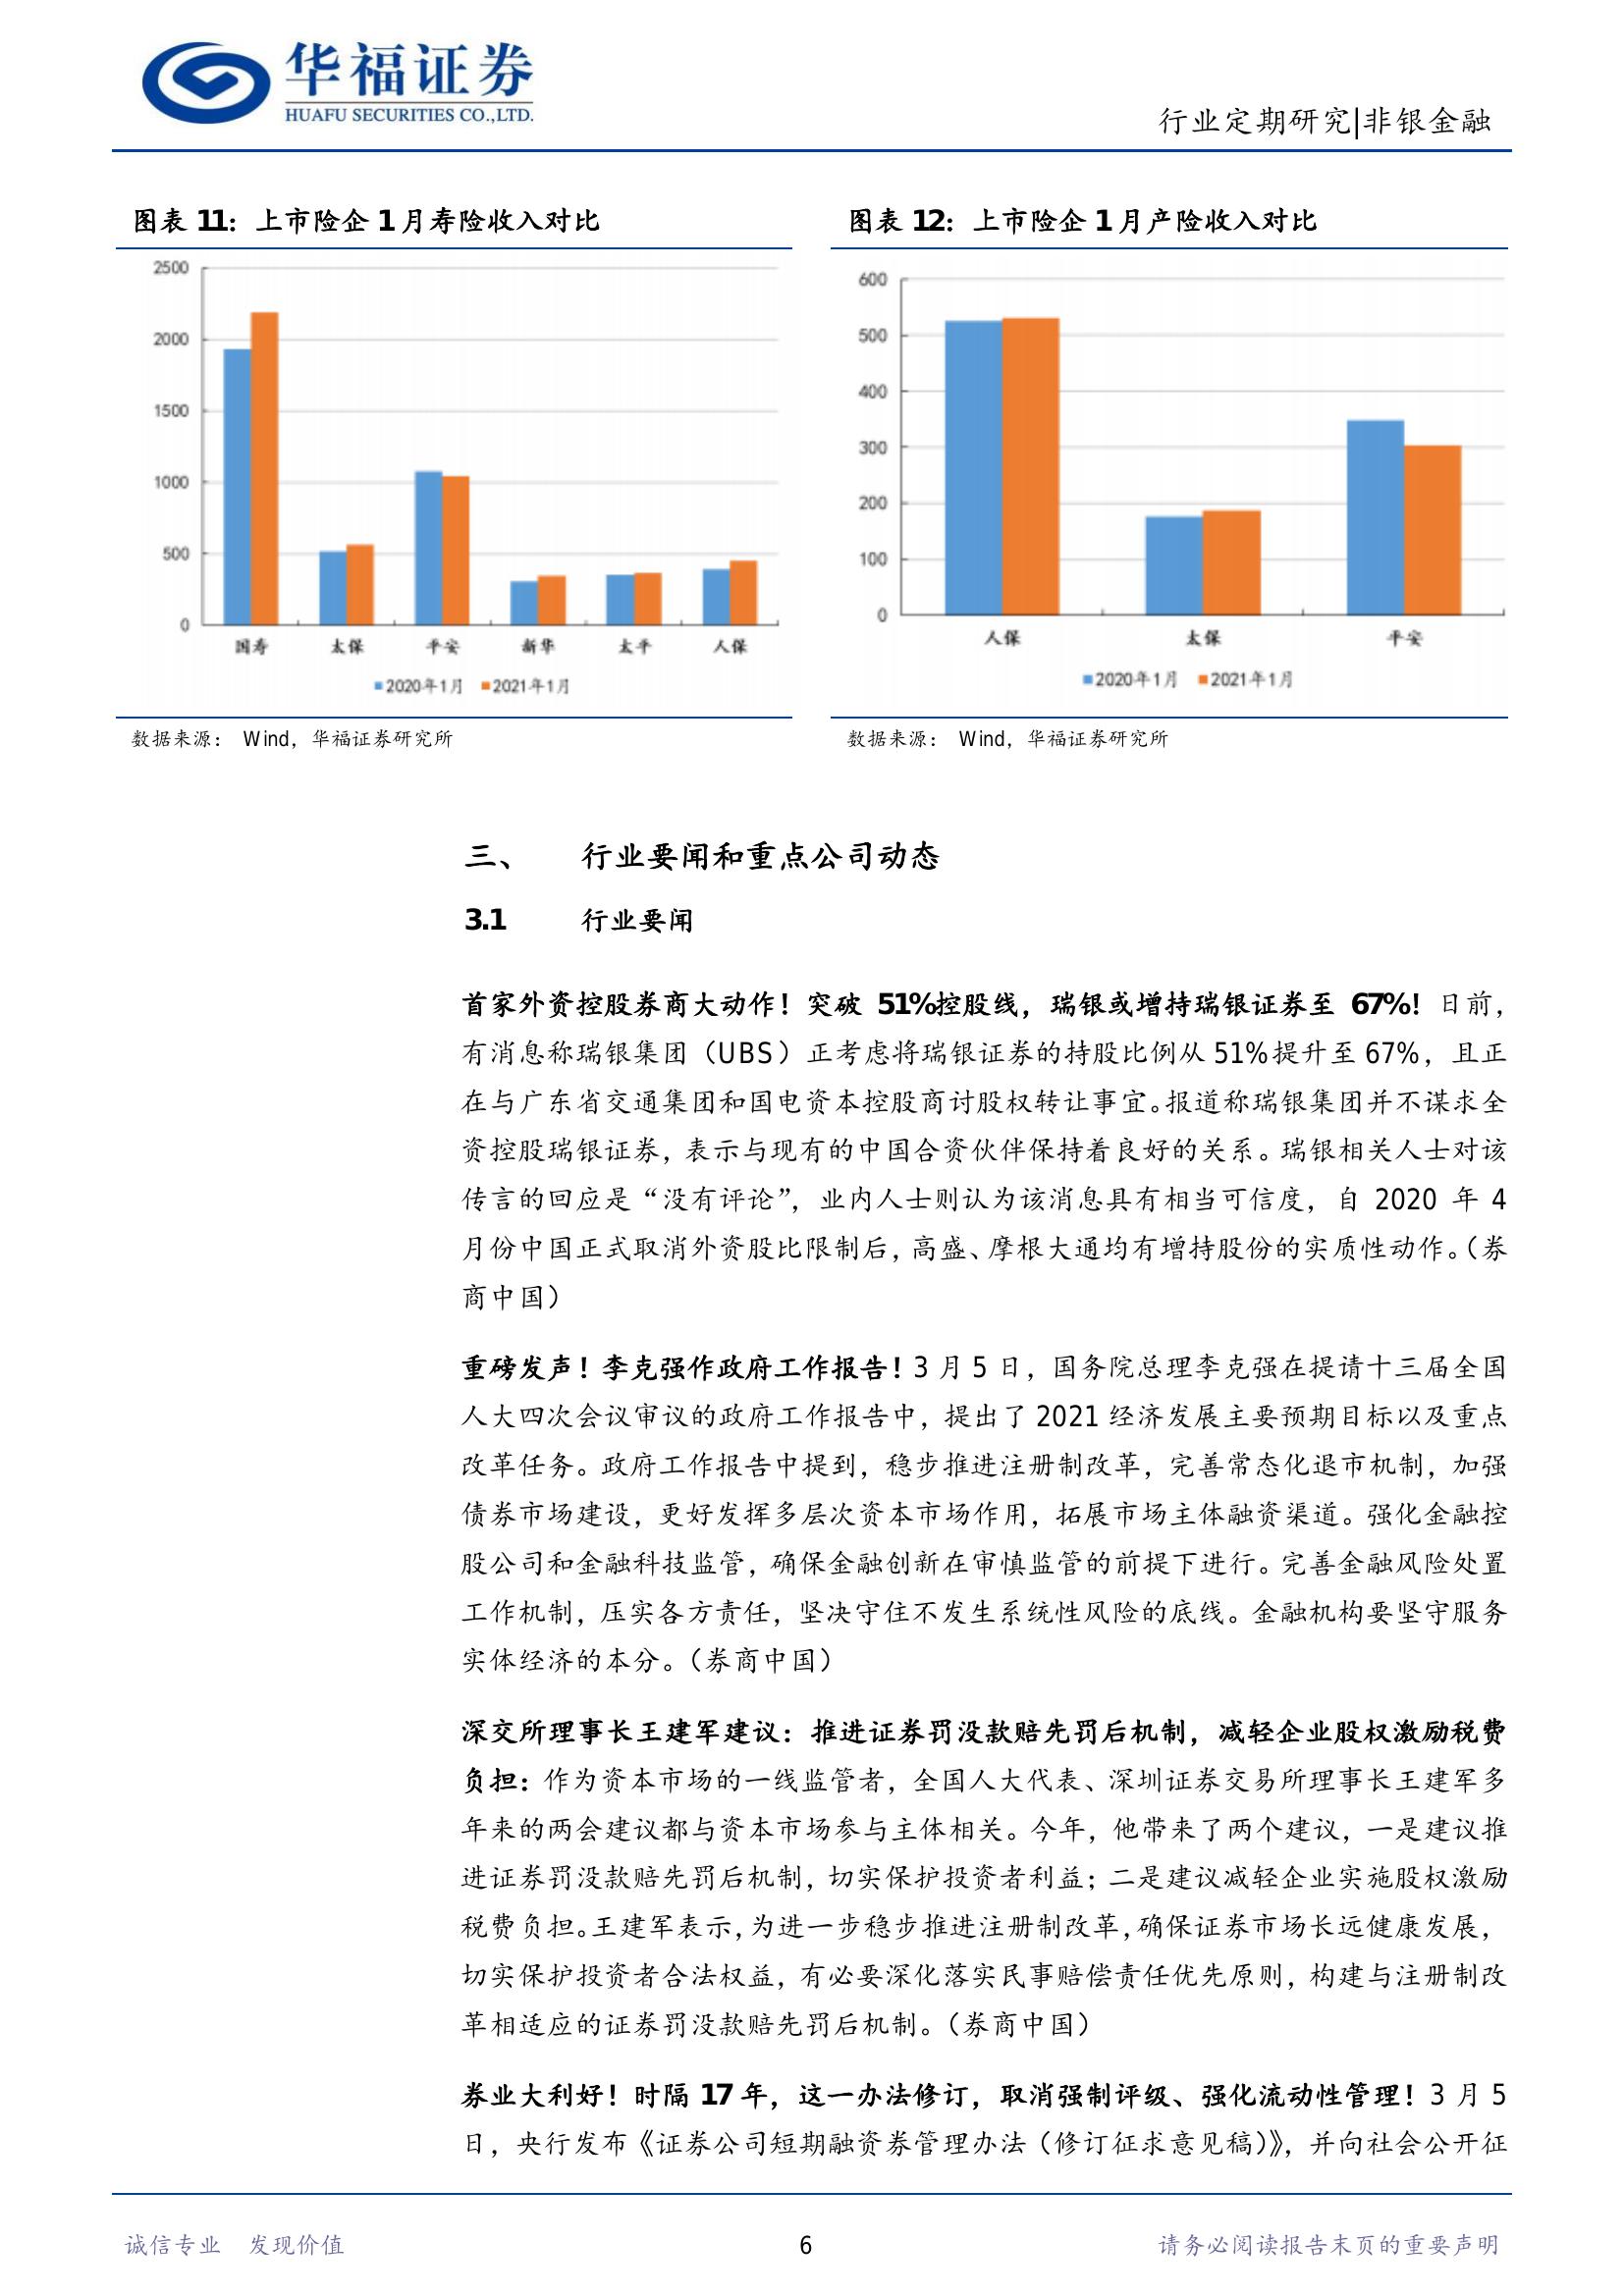 华福证券
HUAFU SECURITIES CO.,LTD.
行业定期研究|非银金融
图表 11：上市险企 1 月寿险收入对比
2500
2000
1500
1000
500
0
国寿 太保 平安 新华 太平 人保
2020年1月 2021年1月
数据来源： Wind，华福证券研究所
图表 12：上市险企 1 月产险收入对比
600
500
400
300
200
100
0
人保 太保 平安
2020年1月 2021年1月
数据来源： Wind，华福证券研究所
三、 行业要闻和重点公司动态
3.1 行业要闻
首家外资控股券商大动作！突破 51%控股线，瑞银或增持瑞银证券至 67%！日前，
有消息称瑞银集团（UBS）正考虑将瑞银证券的持股比例从 51%提升至 67%，且正
在与广东省交通集团和国电资本控股商讨股权转让事宜。报道称瑞银集团并不谋求全
资控股瑞银证券，表示与现有的中国合资伙伴保持着良好的关系。瑞银相关人士对该
传言的回应是“没有评论”，业内人士则认为该消息具有相当可信度，自 2020 年 4
月份中国正式取消外资股比限制后，高盛、摩根大通均有增持股份的实质性动作。（券
商中国）
重磅发声！李克强作政府工作报告！3 月 5 日，国务院总理李克强在提请十三届全国
人大四次会议审议的政府工作报告中，提出了 2021 经济发展主要预期目标以及重点
改革任务。政府工作报告中提到，稳步推进注册制改革，完善常态化退市机制，加强
债券市场建设，更好发挥多层次资本市场作用，拓展市场主体融资渠道。强化金融控
股公司和金融科技监管，确保金融创新在审慎监管的前提下进行。完善金融风险处置
工作机制，压实各方责任，坚决守住不发生系统性风险的底线。金融机构要坚守服务
实体经济的本分。（券商中国）
深交所理事长王建军建议：推进证券罚没款赔先罚后机制，减轻企业股权激励税费
负担：作为资本市场的一线监管者，全国人大代表、深圳证券交易所理事长王建军多
年来的两会建议都与资本市场参与主体相关。今年，他带来了两个建议，一是建议推
进证券罚没款赔先罚后机制，切实保护投资者利益；二是建议减轻企业实施股权激励
税费负担。王建军表示，为进一步稳步推进注册制改革，确保证券市场长远健康发展，
切实保护投资者合法权益，有必要深化落实民事赔偿责任优先原则，构建与注册制改
革相适应的证券罚没款赔先罚后机制。（券商中国）
券业大利好！时隔 17 年，这一办法修订，取消强制评级、强化流动性管理！3 月 5
日，央行发布《证券公司短期融资券管理办法（修订征求意见稿）》，并向社会公开征
诚信专业 发现价值
6
请务必阅读报告末页的重要声明